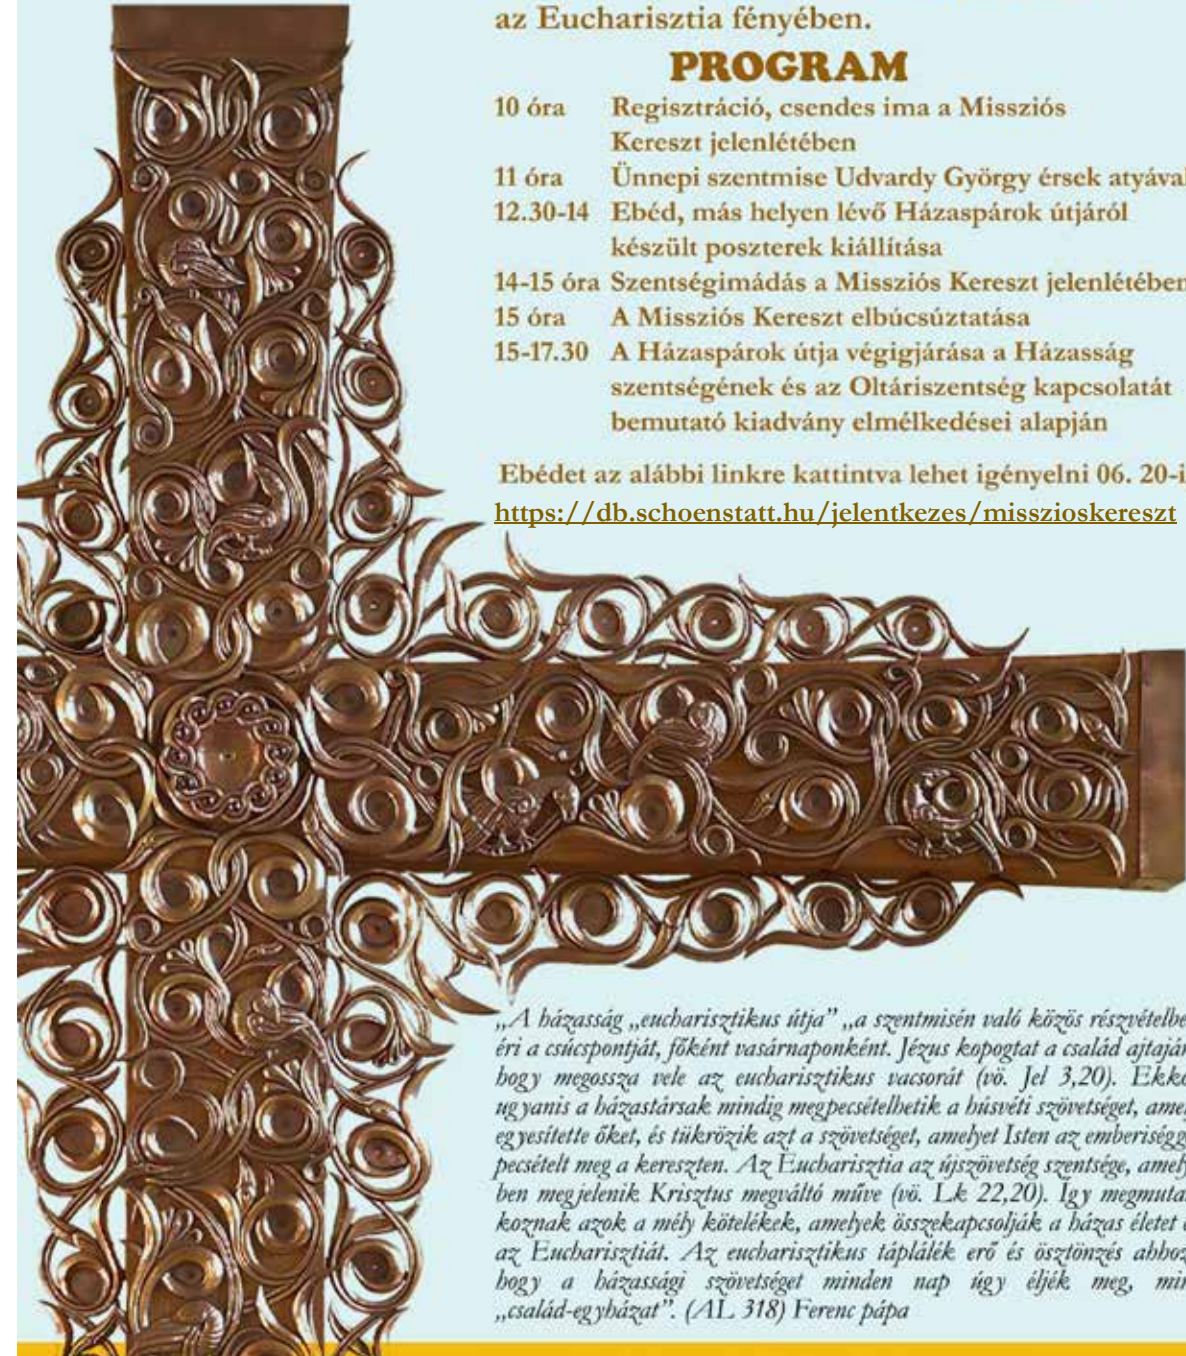 az Eucharisztia fényében.
PROGRAM
10 óra Regisztráció, csendes ima a Missziós
Kereszt jelenlétében
11 óra Ünnepi szentmise Udvardy György érsek atyával
12.30-14 Ebéd, más helyen lévő Házaspárok útjáról
készült poszterek kiállítása
14-15 óra Szentségimádás a Missziós Kereszt jelenlétében
15 óra A Missziós Kereszt elbúcsúztatása
15-17.30 A Házaspárok útja végigjárása a Házasság
szentségének és az Oltáriszentség kapcsolatát
bemutató kiadvány elmélkedései alapján
Ebédet az alábbi linkre kattintva lehet igényelni 06. 20-i
https://db.schoenstatt.hu/jelentkezes/misszioskereszt
„A házasság „eucharisztikus útja” „a szentmisén való közös részvételbe
éri a csúcspontját, főként vasárnaponként. Jézus kopogtat a család ajtaján
hogy megossza vele az eucharisztikus vacsorát (vö. Jel 3,20). Ekko
ugyanis a házastársak mindig megpecsételhetik a húsvéti szövetséget, amel
egyesítette őket, és tükrözik azt a szövetséget, amelyet Isten az emberiségge
pecsételt meg a kereszten. Az Eucharisztia az újszövetség szentsége, amely
ben megjelenik Krisztus megváltó műve (vö. Lk 22,20). Így megmuta
koznak azok a mély kötelékek, amelyek összekapcsolják a házas életet é
az Eucharisztiát. Az eucharisztikus táplálék erő és ösztönzés ahhoz
hogy a házassági szövetséget minden nap úgy éljék meg, min
„család-egyházat”. (AL 318) Ferenc pápa